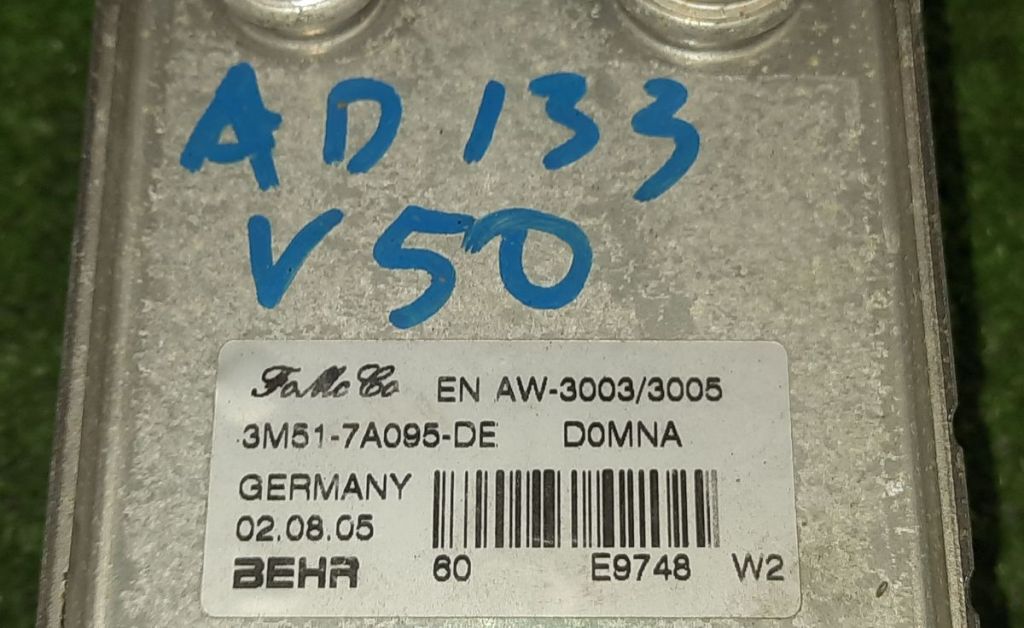 AD 133
V50
FoMoCo EN AW-3003/3005
3M51-7A095-DE D0MNA
GERMANY
02.08.05
BEHR 60 E9748 W2